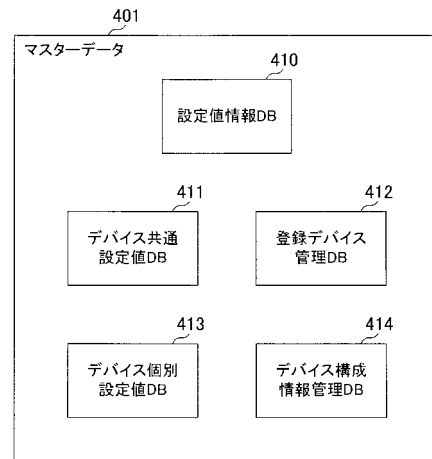 401
マスターデータ
410
設定値情報DB
411
デバイス共通
設定値DB
412
登録デバイス
管理DB
413
デバイス個別
設定値DB
414
デバイス構成
情報管理DB